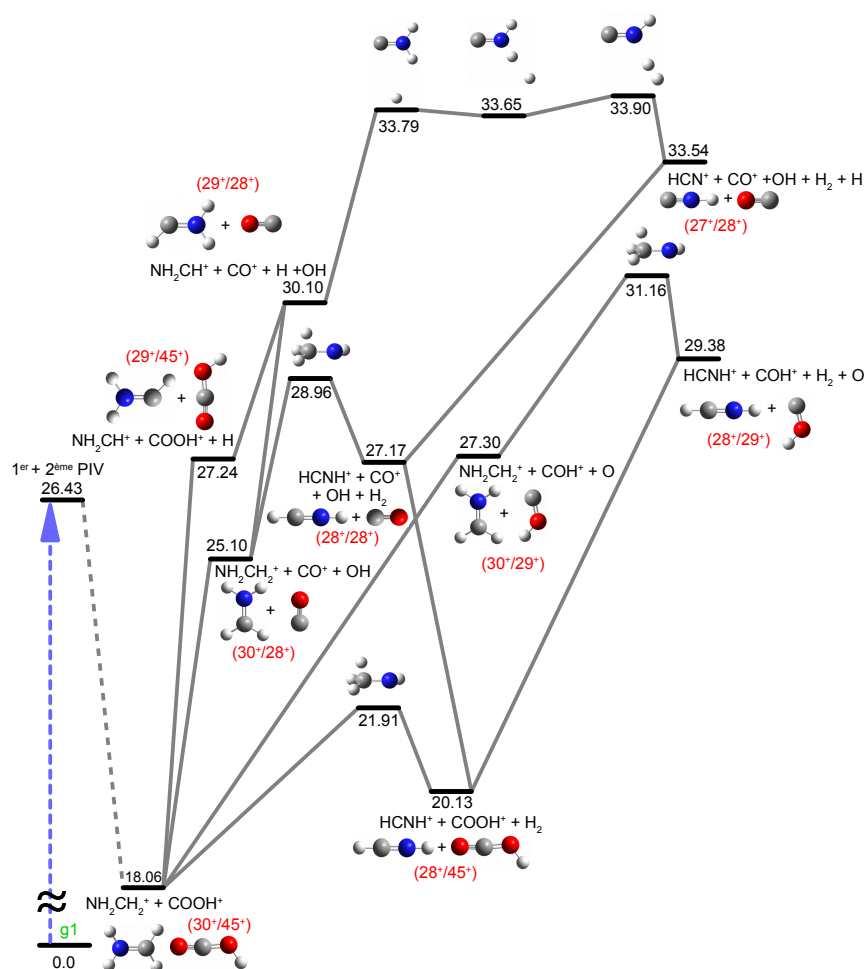 33.79
33.65
33.90
33.54
HCN⁺ + CO⁺ +OH + H₂ + H
+
(27⁺/28⁺)
(29⁺/28⁺)
+
NH₂CH⁺ + CO⁺ + H +OH
30.10
31.16
29.38
HCNH⁺ + COH⁺ + H₂ + O
+
(28⁺/29⁺)
(29⁺/45⁺)
+
NH₂CH⁺ + COOH⁺ + H
27.24
28.96
27.17
HCNH⁺ + CO⁺
+ OH + H₂
+
(28⁺/28⁺)
27.30
NH₂CH₂⁺ + COH⁺ + O
+
(30⁺/29⁺)
1ᵉʳ + 2ᵉᵐᵉ PIV
26.43
25.10
NH₂CH₂⁺ + CO⁺ + OH
+
(30⁺/28⁺)
21.91
20.13
HCNH⁺ + COOH⁺ + H₂
+
(28⁺/45⁺)
18.06
NH₂CH₂⁺ + COOH⁺
(30⁺/45⁺)
g1
0.0